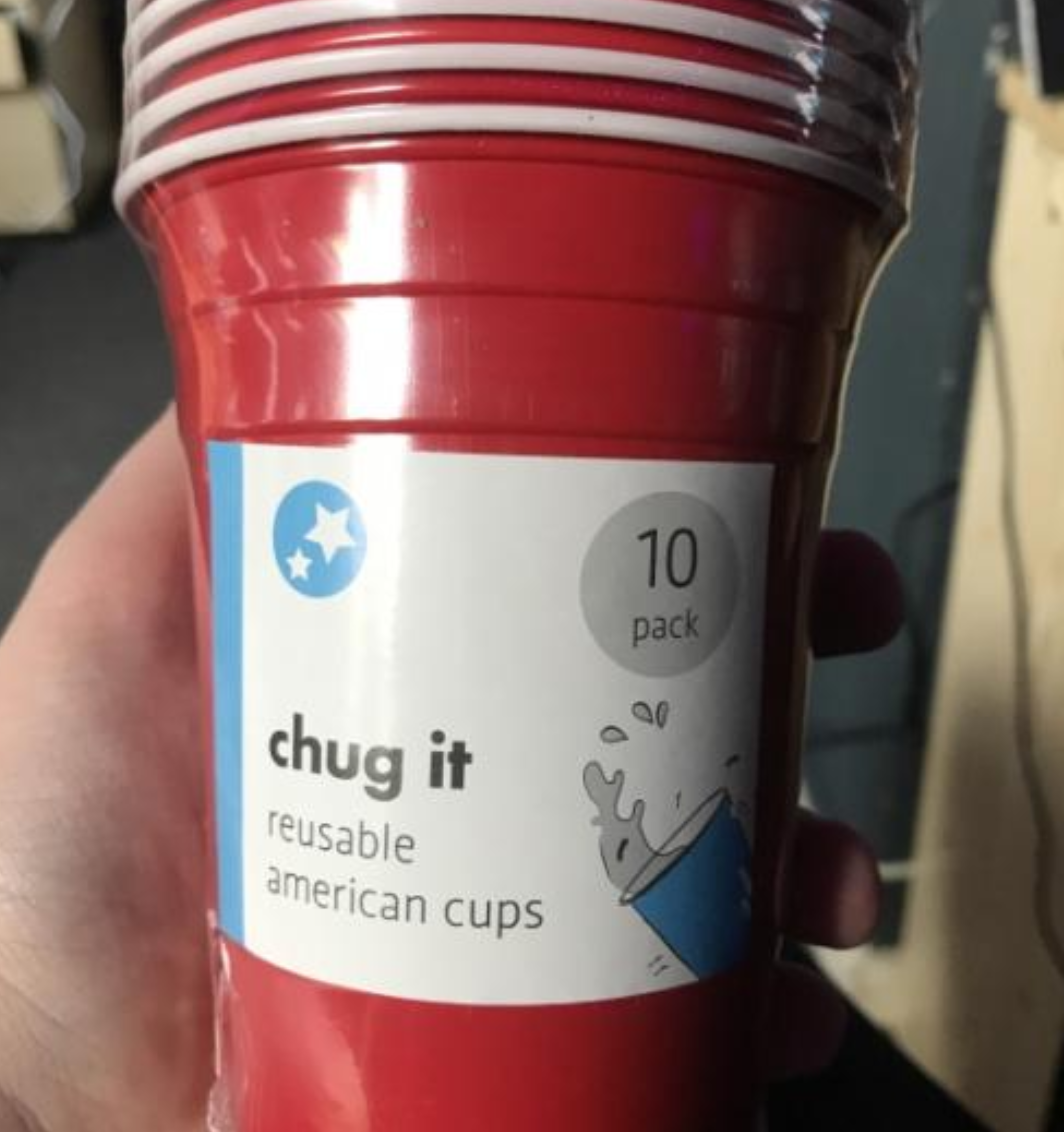 10
pack
chug it
reusable
american cups